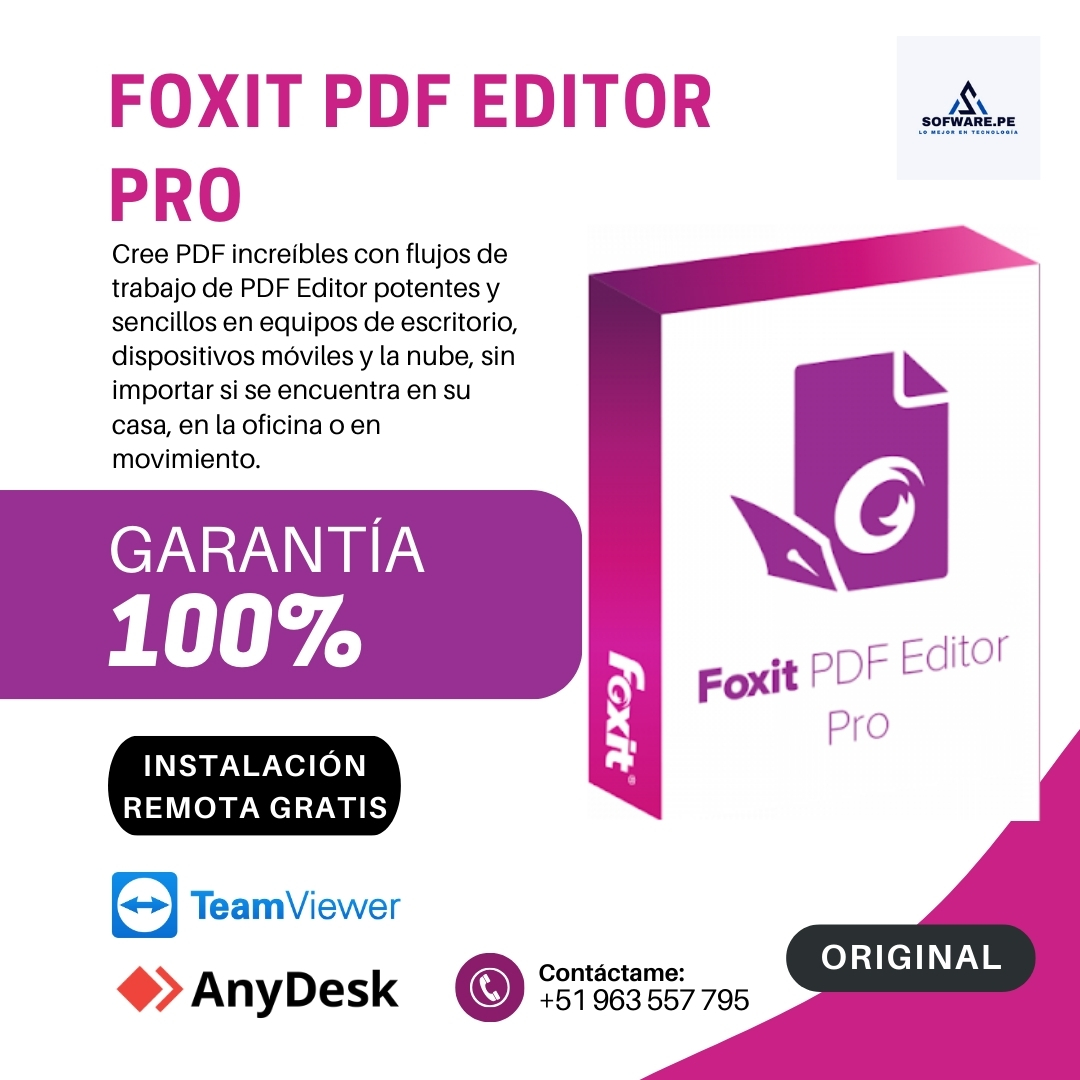 FOXIT PDF EDITOR
PRO
SOFWARE.PE
LO MEJOR EN TECNOLOGÍA
Cree PDF increíbles con flujos de
trabajo de PDF Editor potentes y
sencillos en equipos de escritorio,
dispositivos móviles y la nube, sin
importar si se encuentra en su
casa, en la oficina o en
movimiento.
GARANTÍA
100%
Foxit PDF Editor
Pro
foxit®
INSTALACIÓN
REMOTA GRATIS
TeamViewer
AnyDesk
Contáctame:
+51 963 557 795
ORIGINAL